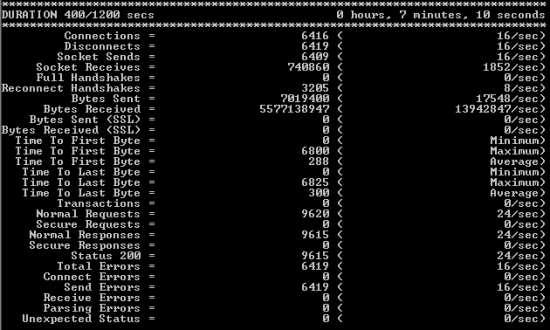 ********************************************************************************
DURATION 400/1200 secs 0 hours, 7 minutes, 10 seconds
********************************************************************************
Connections = 6416 ( 16/sec)
Disconnects = 6419 ( 16/sec)
Socket Sends = 6409 ( 16/sec)
Socket Receives = 740860 ( 1852/sec)
Full Handshakes = 0 ( 0/sec)
Reconnect Handshakes = 3205 ( 8/sec)
Bytes Sent = 7019400 ( 17548/sec)
Bytes Received = 5577138947 ( 13942847/sec)
Bytes Sent (SSL) = 0 ( 0/sec)
Bytes Received (SSL) = 0 ( 0/sec)
Time To First Byte = 0 ( Minimum)
Time To First Byte = 6800 ( Maximum)
Time To First Byte = 288 ( Average)
Time To Last Byte = 0 ( Minimum)
Time To Last Byte = 6825 ( Maximum)
Time To Last Byte = 300 ( Average)
Transactions = 0 ( 0/sec)
Normal Requests = 9620 ( 24/sec)
Secure Requests = 0 ( 0/sec)
Normal Responses = 9615 ( 24/sec)
Secure Responses = 0 ( 0/sec)
Status 200 = 9615 ( 24/sec)
Total Errors = 6419 ( 16/sec)
Connect Errors = 0 ( 0/sec)
Send Errors = 6419 ( 16/sec)
Receive Errors = 0 ( 0/sec)
Parsing Errors = 0 ( 0/sec)
Unexpected Status = 0 ( 0/sec)